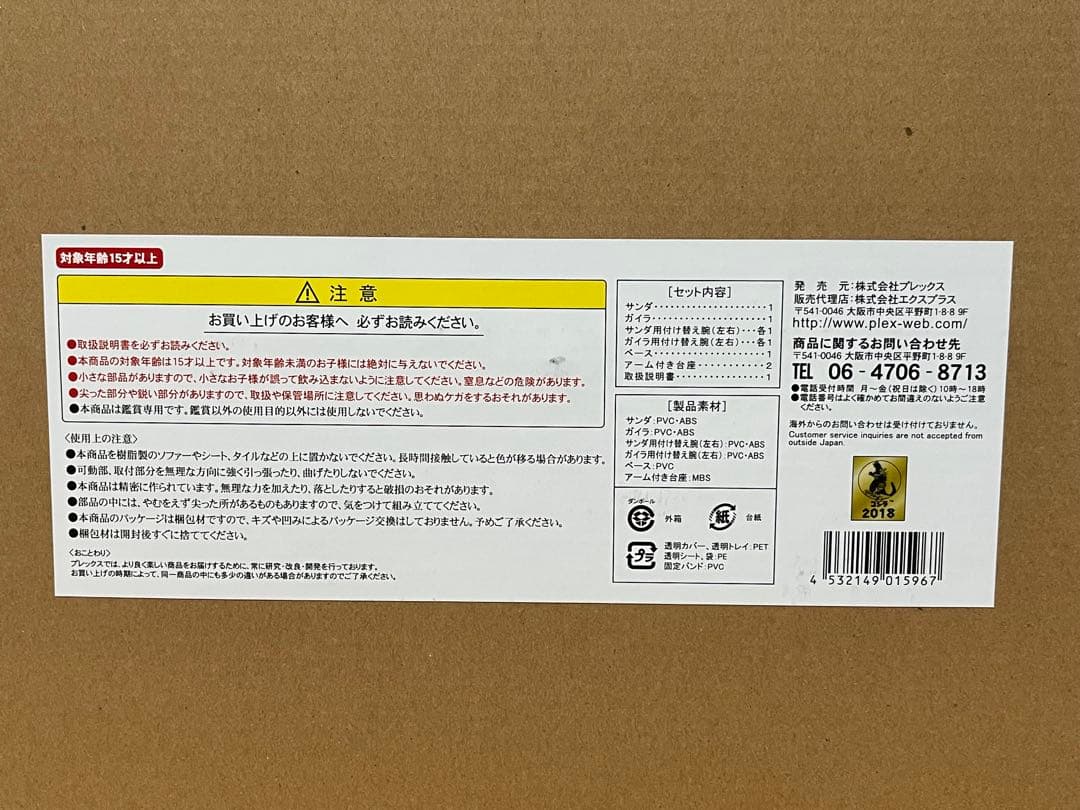 対象年齢15才以上
⚠ 注意
お買い上げのお客様へ 必ずお読みください。
●取扱説明書を必ずお読みください。
●本商品の対象年齢は15才以上です。対象年齢未満のお子様には絶対に与えないでください。
●小さな部品がありますので、小さなお子様が誤って飲み込まないように注意してください。窒息などの危険があります。
●尖った部分や鋭い部分がありますので、取扱や保管場所に注意してください。思わぬケガをするおそれがあります。
●本商品は鑑賞専用です。鑑賞以外の使用目的以外には使用しないでください。
〈使用上の注意〉
●本商品を樹脂製のソファーやシート、タイルなどの上に置かないでください。長時間接触していると色が移る場合があります。
●可動部、取付部分を無理な方向に強く引っ張ったり、曲げたりしないでください。
●本商品は精密に作られています。無理な力を加えたり、落としたりすると破損のおそれがあります。
●部品の中には、やむをえず尖った所があるものもありますので、気をつけて組み立ててください。
●本商品のパッケージは梱包材ですので、キズや凹みによるパッケージ交換はしておりません。予めご了承ください。
●梱包材は開封後すぐに捨ててください。
〈おことわり〉
プレックスでは、より良く楽しい商品をお届けするために、常に研究・改良・開発を行っております。
お買い上げの時期によって、同一商品の中にも多少の違いがある場合がありますのでご了承ください。
[セット内容]
サンダ・・・・・・・・・・・・・・・・1
ガイラ・・・・・・・・・・・・・・・・1
サンダ用付け替え腕(左右)・・・各1
ガイラ用付け替え腕(左右)・・・各1
ベース・・・・・・・・・・・・・・・・1
アーム付き台座・・・・・・・・・・2
取扱説明書・・・・・・・・・・・・・1
[製品素材]
サンダ:PVC・ABS
ガイラ:PVC・ABS
サンダ用付け替え腕(左右):PVC・ABS
ガイラ用付け替え腕(左右):PVC・ABS
ベース:PVC
アーム付き台座:MBS
ダンボール
外箱
紙
台紙
プラ
透明カバー、透明トレイ:PET
透明シート、袋:PE
固定バンド:PVC
発売元:株式会社プレックス
販売代理店:株式会社エクスプラス
〒541-0046 大阪市中央区平野町1-8-8 9F
http://www.plex-web.com/
商品に関するお問い合わせ先
〒541-0046 大阪市中央区平野町1-8-8 9F
TEL 06-4706-8713
●電話受付時間 月〜金(祝日は除く)10時〜18時
●電話番号はよく確かめてお間違えのないようご注意
ください。
海外からのお問い合わせは受け付けておりません。
Customer service inquiries are not accepted from
outside Japan.
ゴジラ
2018
4 532149 015967